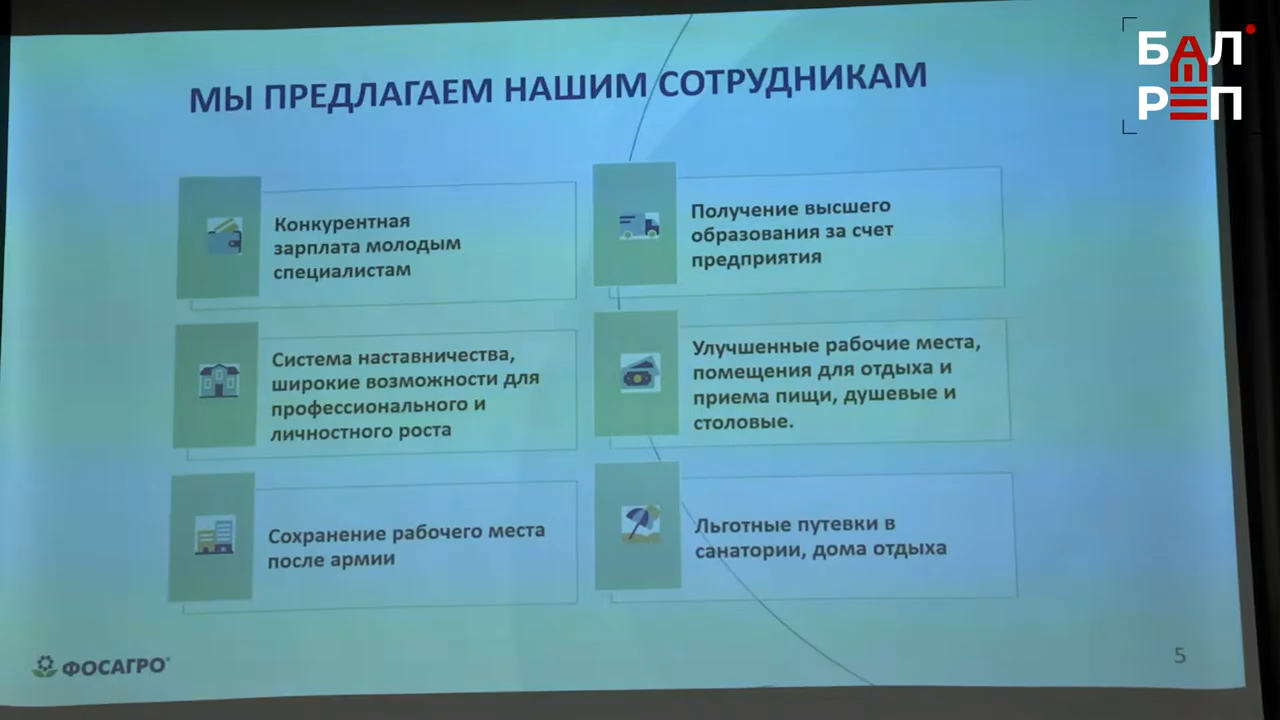 БАЛ
РЕП
МЫ ПРЕДЛАГАЕМ НАШИМ СОТРУДНИКАМ
Конкурентная
зарплата молодым
специалистам
Получение высшего
образования за счет
предприятия
Система наставничества,
широкие возможности для
профессионального и
личностного роста
Улучшенные рабочие места,
помещения для отдыха и
приема пищи, душевые и
столовые.
Сохранение рабочего места
после армии
Льготные путевки в
санатории, дома отдыха
ФОСАГРО®
5